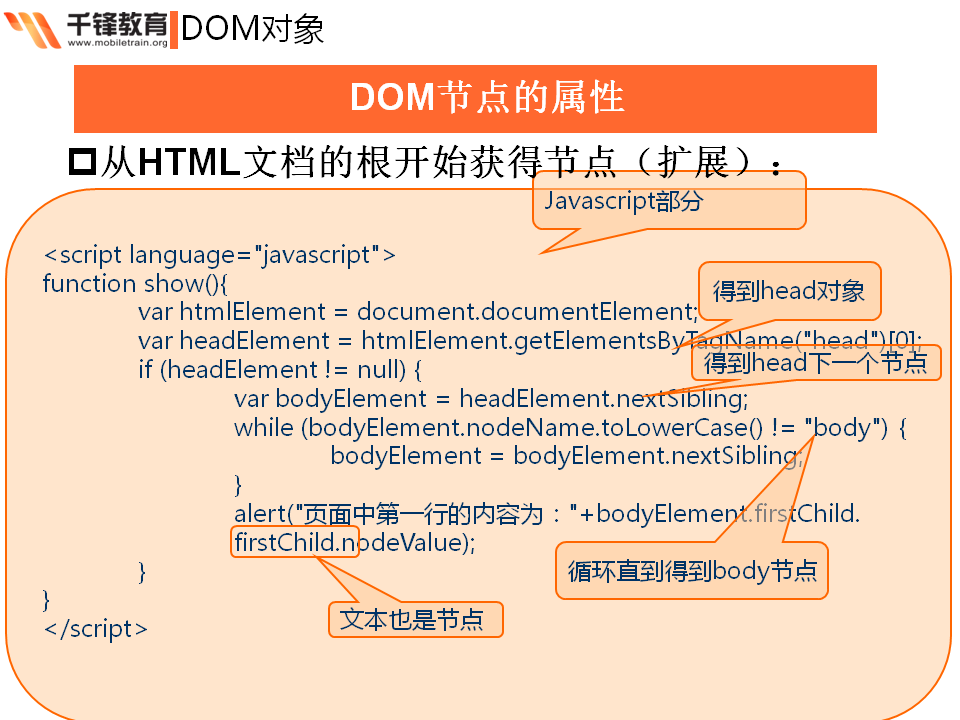 千锋教育
www.mobiletrain.org
DOM对象
DOM节点的属性
从HTML文档的根开始获得节点（扩展）：
Javascript部分
<script language="javascript">
function show(){
var htmlElement = document.documentElement;
得到head对象
var headElement = htmlElement.getElementsByTagName("head")[0];
得到head下一个节点
if (headElement != null) {
var bodyElement = headElement.nextSibling;
while (bodyElement.nodeName.toLowerCase() != "body") {
bodyElement = bodyElement.nextSibling;
}
alert("页面中第一行的内容为："+bodyElement.firstChild.
firstChild.nodeValue);
循环直到得到body节点
}
}
文本也是节点
</script>